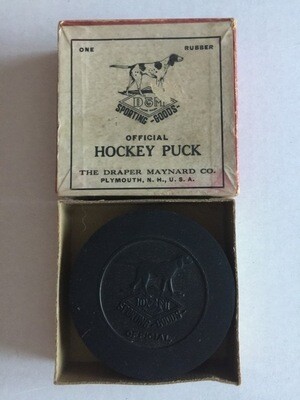 ONE RUBBER
D&M
SPORTING GOODS
OFFICIAL
HOCKEY PUCK
THE DRAPER MAYNARD CO.
PLYMOUTH, N. H., U. S. A.
OFFICIAL